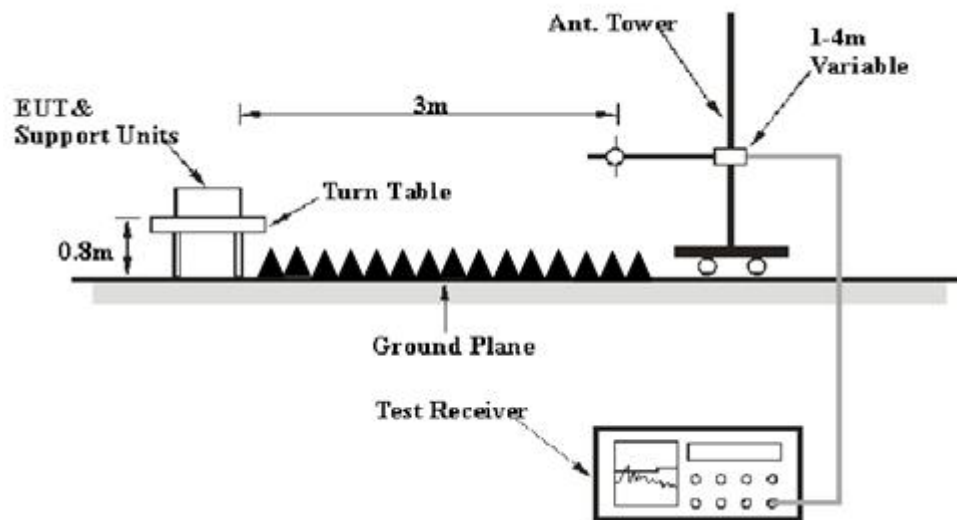 Ant. Tower
1-4m
Variable
3m
EUT&
Support Units
Turn Table
0.8m
Ground Plane
Test Receiver